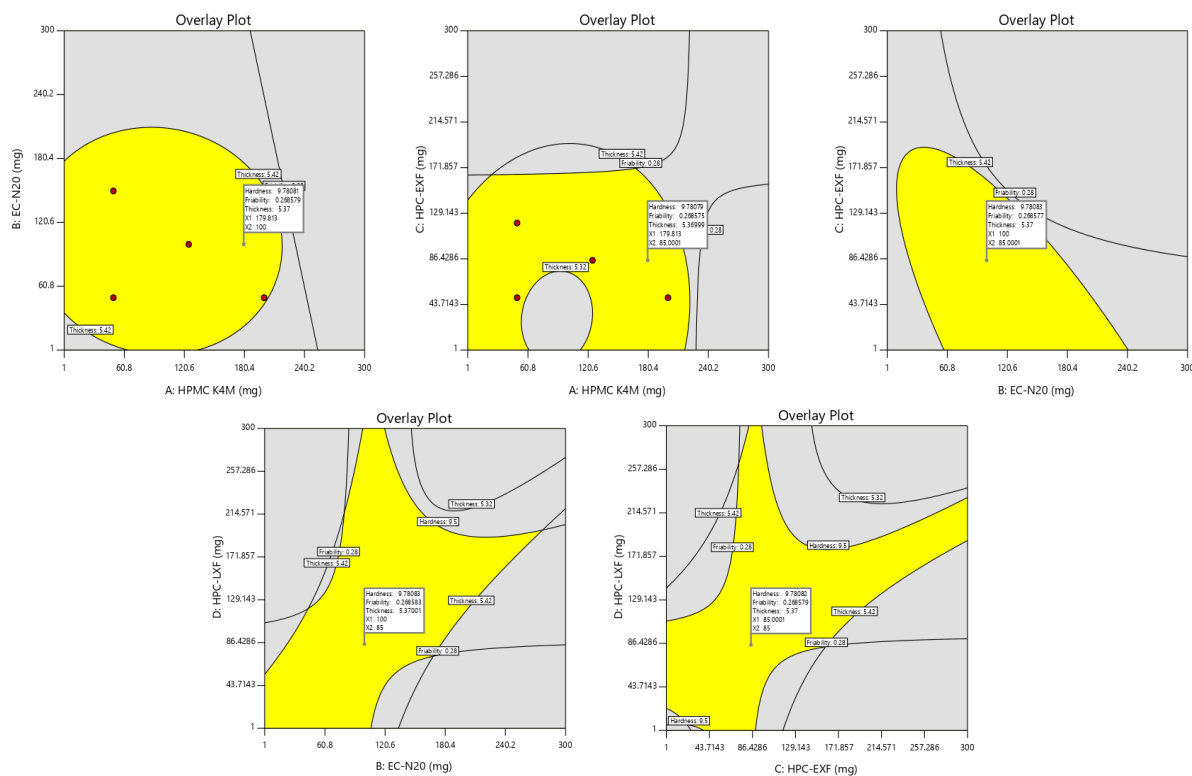 Overlay Plot
300
240.2
180.4
120.6
60.8
1
B: EC-N20 (mg)
Thickness: 5.42
Hardness: 9.78081
Friability: 0.268579
Thickness: 5.37
X1 179.813
X2 100
Thickness: 5.42
1
60.8
120.6
180.4
240.2
300
A: HPMC K4M (mg)
Overlay Plot
300
257.286
214.571
171.857
129.143
86.4286
43.7143
1
C: HPC-EXF (mg)
Thickness: 5.42
Friability: 0.28
Hardness: 9.78079
Friability: 0.268575
Thickness: 5.36999
X1 179.813
X2 85.0001
0.28
Thickness: 5.32
1
60.8
120.6
180.4
240.2
300
A: HPMC K4M (mg)
Overlay Plot
300
257.286
214.571
171.857
129.143
86.4286
43.7143
1
C: HPC-EXF (mg)
Thickness: 5.42
Friability: 0.28
Hardness: 9.78083
Friability: 0.268577
Thickness: 5.37
X1 100
X2 85.0001
1
60.8
120.6
180.4
240.2
300
B: EC-N20 (mg)
Overlay Plot
300
257.286
214.571
171.857
129.143
86.4286
43.7143
1
D: HPC-LXF (mg)
Thickness: 5.32
Hardness: 9.5
Friability: 0.28
Thickness: 5.42
Hardness: 9.78083
Friability: 0.268583
Thickness: 5.37001
X1 100
X2 85
Thickness: 5.42
Friability: 0.28
1
60.8
120.6
180.4
240.2
300
B: EC-N20 (mg)
Overlay Plot
300
257.286
214.571
171.857
129.143
86.4286
43.7143
1
D: HPC-LXF (mg)
Thickness: 5.32
Thickness: 5.42
Friability: 0.28
Hardness: 9.5
Hardness: 9.78082
Friability: 0.268579
Thickness: 5.37
X1 85.0001
X2 85
Thickness: 5.42
Friability: 0.28
Hardness: 9.5
1
43.7143
86.4286
129.143
171.857
214.571
257.286
300
C: HPC-EXF (mg)